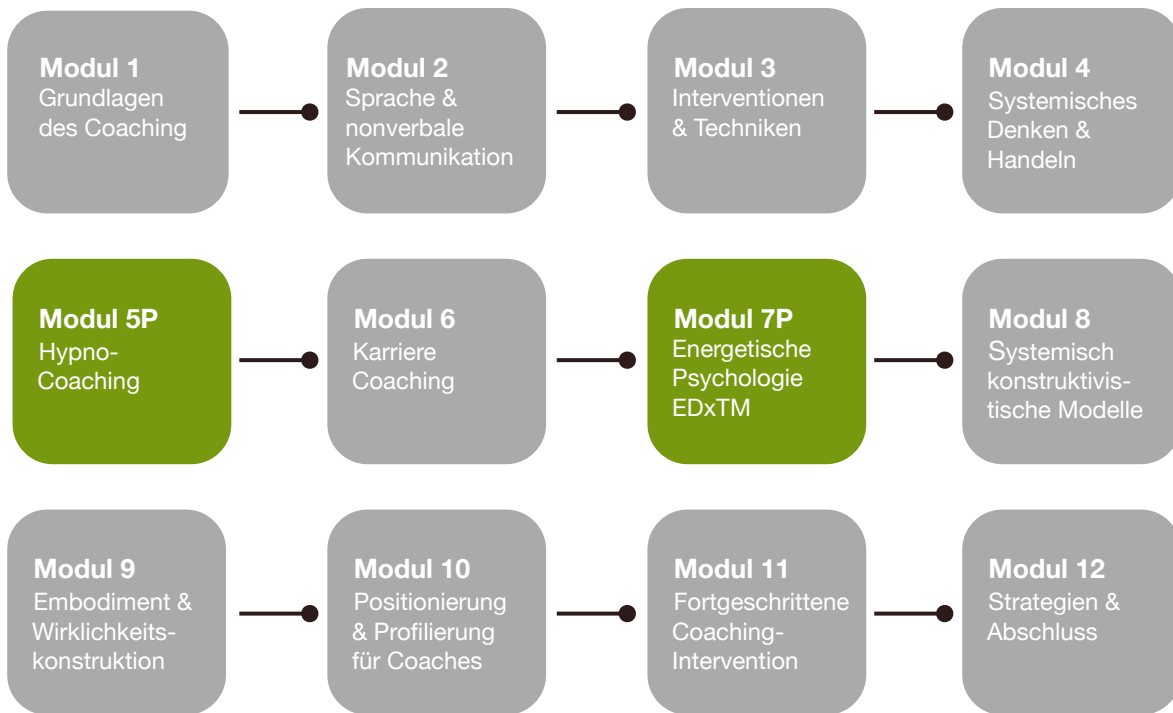 Modul 1
Grundlagen
des Coaching
Modul 2
Sprache &
nonverbale
Kommunikation
Modul 3
Interventionen
& Techniken
Modul 4
Systemisches
Denken &
Handeln
Modul 5P
Hypno-
Coaching
Modul 6
Karriere
Coaching
Modul 7P
Energetische
Psychologie
EDxTM
Modul 8
Systemisch
konstruktivis-
tische Modelle
Modul 9
Embodiment &
Wirklichkeits-
konstruktion
Modul 10
Positionierung
& Profilierung
für Coaches
Modul 11
Fortgeschrittene
Coaching-
Intervention
Modul 12
Strategien &
Abschluss